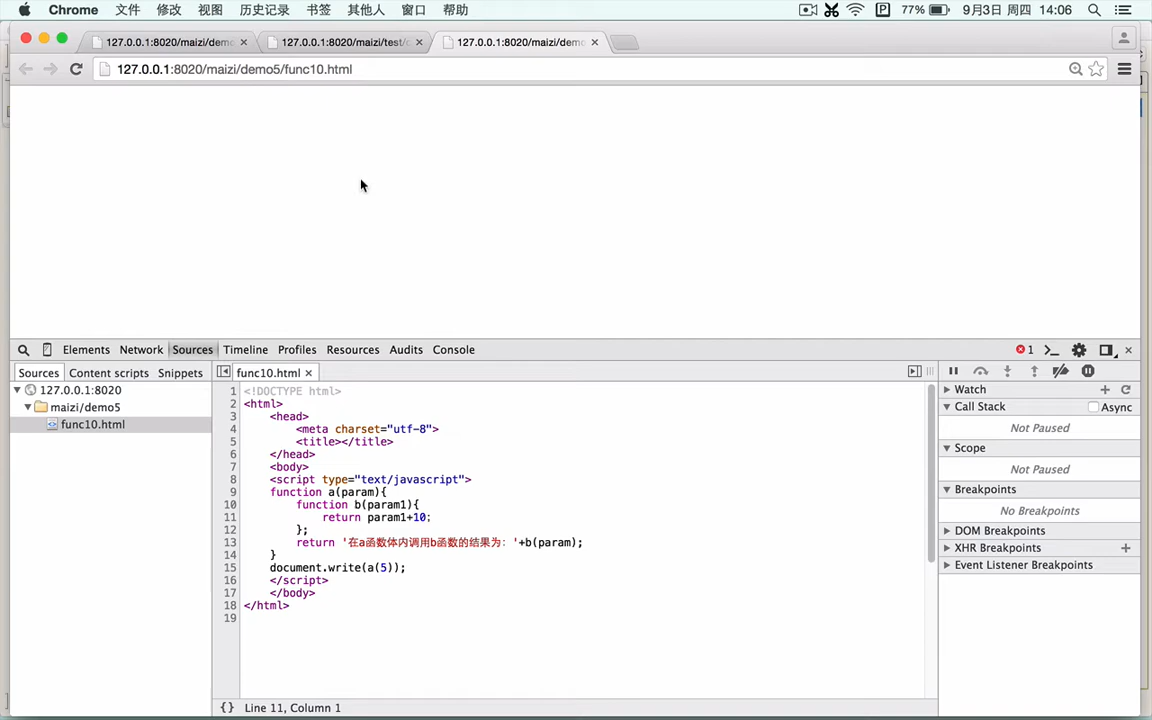 Chrome 文件 修改 视图 历史记录 书签 其他人 窗口 帮助 P 77% 9月3日 周四 14:06
127.0.0.1:8020/maizi/demo × 127.0.0.1:8020/maizi/test/ × 127.0.0.1:8020/maizi/demo ×
127.0.0.1:8020/maizi/demo5/func10.html
Elements Network Sources Timeline Profiles Resources Audits Console 1
Sources Content scripts Snippets func10.html ×
127.0.0.1:8020
maizi/demo5
func10.html
1 <!DOCTYPE html>
2 <html>
3 <head>
4 <meta charset="utf-8">
5 <title></title>
6 </head>
7 <body>
8 <script type="text/javascript">
9 function a(param){
10 function b(param1){
11 return param1+10;
12 };
13 return '在a函数体内调用b函数的结果为: '+b(param);
14 }
15 document.write(a(5));
16 </script>
17 </body>
18 </html>
19
{} Line 11, Column 1
Watch
Call Stack Async
Not Paused
Scope
Not Paused
Breakpoints
No Breakpoints
DOM Breakpoints
XHR Breakpoints
Event Listener Breakpoints